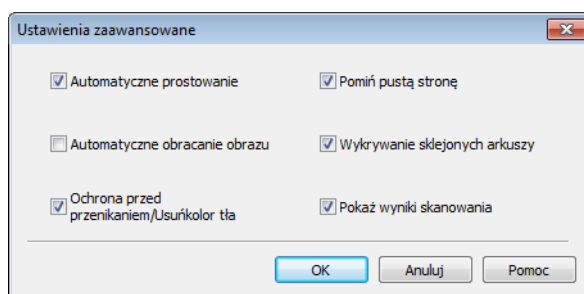 Ustawienia zaawansowane
Automatyczne prostowanie
Pomiń pustą stronę
Automatyczne obracanie obrazu
Wykrywanie sklejonych arkuszy
Ochrona przed
przenikaniem/Usuńkolor tła
Pokaż wyniki skanowania
OK
Anuluj
Pomoc